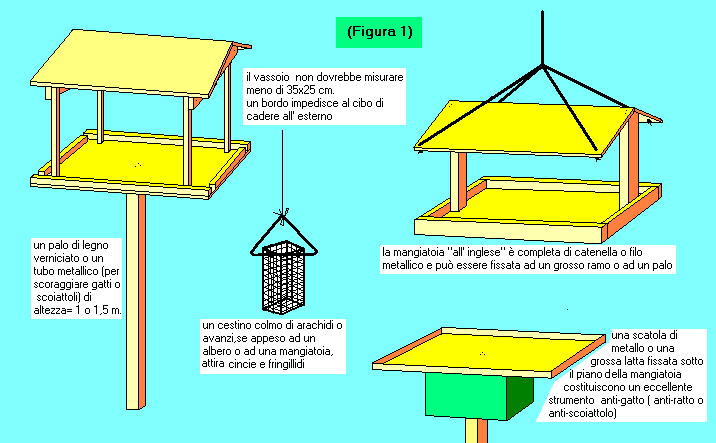 (Figura 1)
il vassoio non dovrebbe misurare
meno di 35x25 cm.
un bordo impedisce al cibo di
cadere all' esterno
un palo di legno
verniciato o un
tubo metallico (per
scoraggiare gatti o
scoiattoli) di
altezza= 1 o 1,5 m.
un cestino colmo di arachidi o
avanzi,se appeso ad un
albero o ad una mangiatoia,
attira cincie e fringillidi
la mangiatoia "all' inglese" è completa di catenella o filo
metallico e può essere fissata ad un grosso ramo o ad un palo
una scatola di
metallo o una
grossa latta fissata sotto
il piano della mangiatoia
costituiscono un eccellente
strumento anti-gatto ( anti-ratto o
anti-scoiattolo)